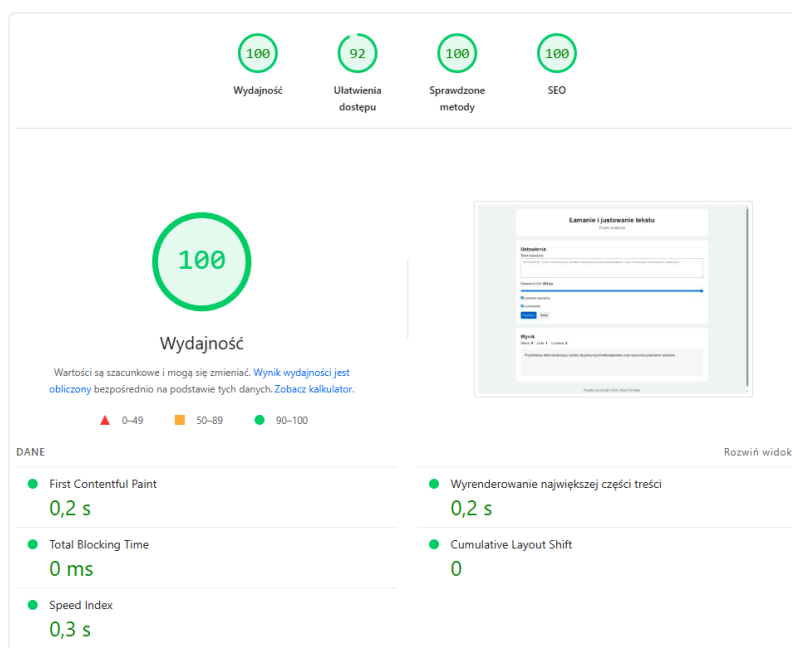 100
92
100
100
Wydajność
Ułatwienia
dostępu
Sprawdzone
metody
SEO
100
Wydajność
Wartości są szacunkowe i mogą się zmieniać. Wynik wydajności jest
obliczony bezpośrednio na podstawie tych danych. Zobacz kalkulator.
0–49
50–89
90–100
Łamanie i justowanie tekstu
Ustawienia
Wynik
DANE
Rozwiń widok
First Contentful Paint
0,2 s
Wyrenderowanie największej części treści
0,2 s
Total Blocking Time
0 ms
Cumulative Layout Shift
0
Speed Index
0,3 s